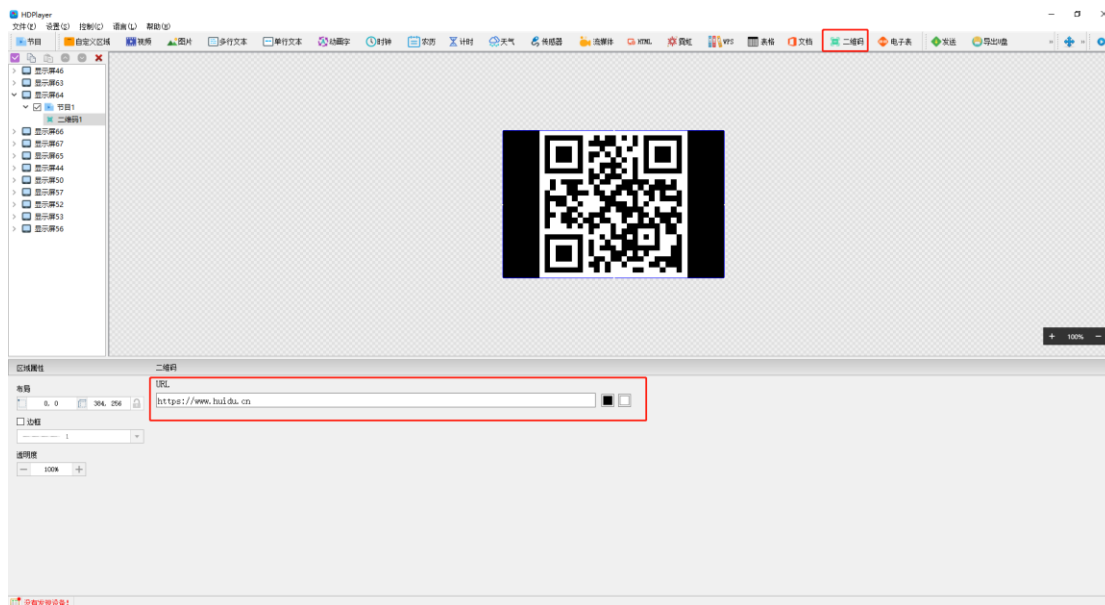 HDPlayer
文件(F) 设置(S) 控制(C) 语言(L) 帮助(H)
节目 自定义区域 视频 图片 多行文本 单行文本 动画字 时钟 农历 计时 天气 传感器 流媒体 HTML 霓虹 WPS 表格 文档 二维码 电子表 发送 导出U盘
显示屏46
显示屏63
显示屏64
节目1
二维码1
显示屏66
显示屏67
显示屏65
显示屏44
显示屏50
显示屏57
显示屏52
显示屏53
显示屏56
+ 100% −
区域属性 二维码
布局 URL
0, 0 384, 256 https://www.huidu.cn
边框
1
透明度
100%
没有发现设备!